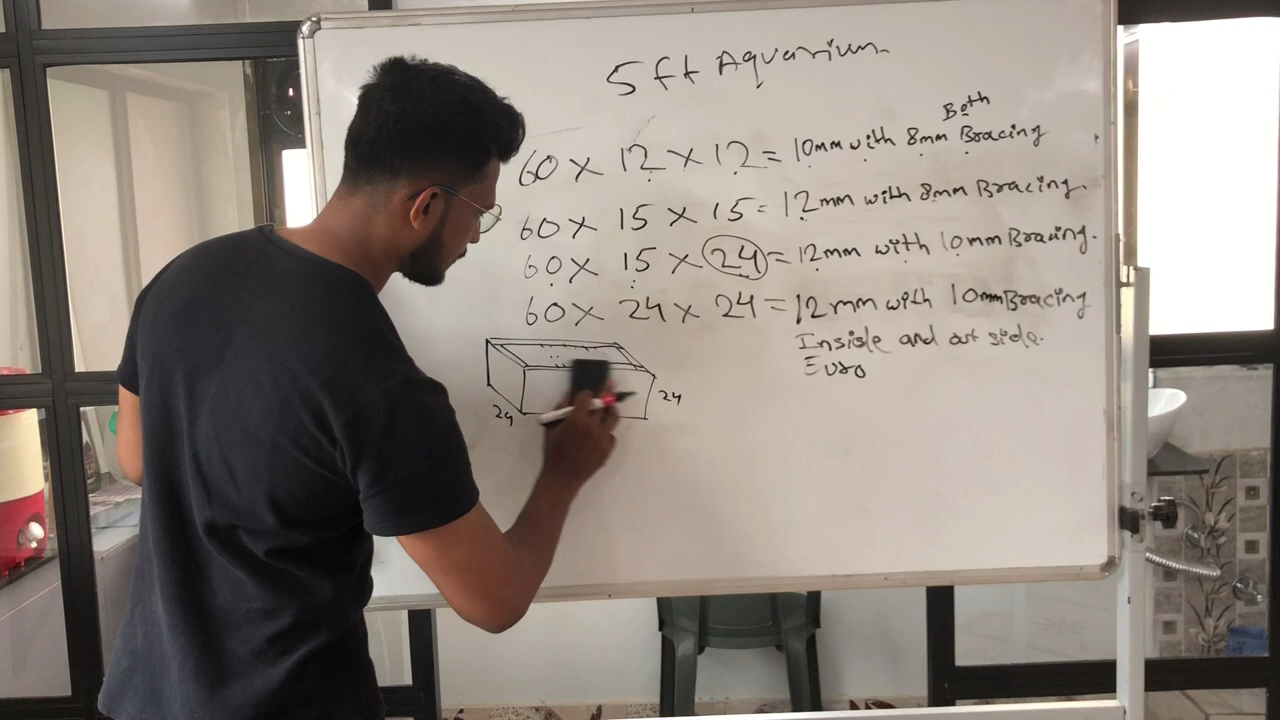 5 ft Aquarium
Both
60 x 12 x 12 = 10mm with 8mm Bracing
60 x 15 x 15 = 12mm with 8mm Bracing.
60 x 15 x 24 = 12mm with 10mm Bracing.
60 x 24 x 24 = 12mm with 10mm Bracing
Inside and out side.
Euro
24
24